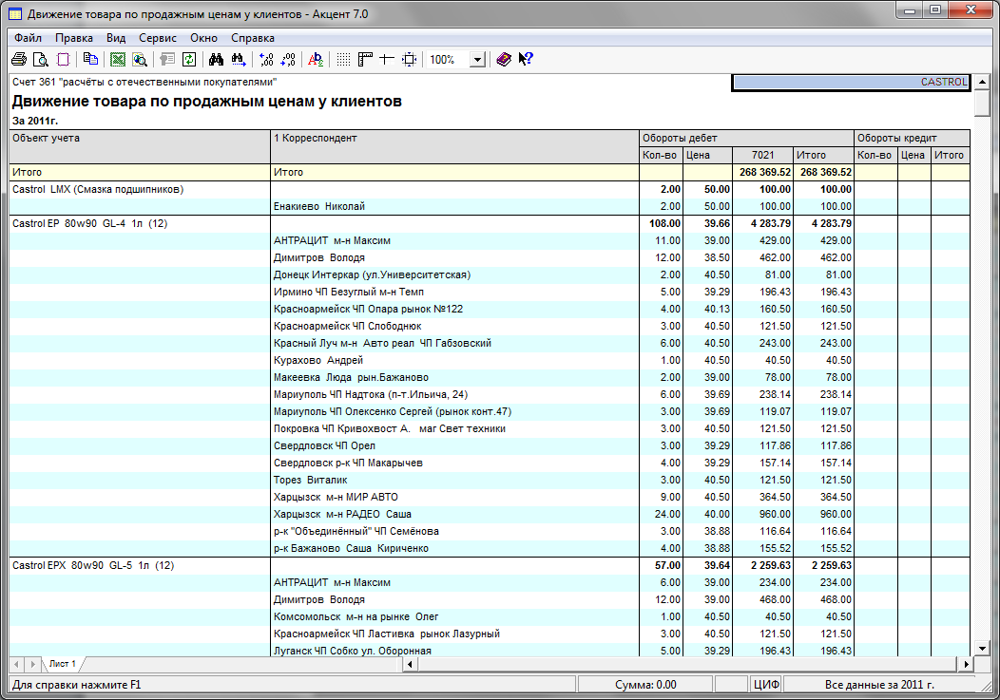 Движение товара по продажным ценам у клиентов - Акцент 7.0
Файл Правка Вид Сервис Окно Справка
100%
Счет 361 "расчёты с отечественными покупателями" CASTROL
Движение товара по продажным ценам у клиентов
За 2011г.
Объект учета 1 Корреспондент Обороты дебет Обороты кредит
Кол-во Цена 7021 Итого Кол-во Цена Итого
Итого Итого 268 369.52 268 369.52
Castrol LMX (Смазка подшипников) 2.00 50.00 100.00 100.00
Енакиево Николай 2.00 50.00 100.00 100.00
Castrol EP 80w90 GL-4 1л (12) 108.00 39.66 4 283.79 4 283.79
АНТРАЦИТ м-н Максим 11.00 39.00 429.00 429.00
Димитров Володя 12.00 38.50 462.00 462.00
Донецк Интеркар (ул.Университетская) 2.00 40.50 81.00 81.00
Ирмино ЧП Безуглый м-н Темп 5.00 39.29 196.43 196.43
Красноармейск ЧП Опара рынок №122 4.00 40.13 160.50 160.50
Красноармейск ЧП Слободнюк 3.00 40.50 121.50 121.50
Красный Луч м-н Авто реал ЧП Габзовский 6.00 40.50 243.00 243.00
Курахово Андрей 1.00 40.50 40.50 40.50
Макеевка Люда рын.Бажаново 2.00 39.00 78.00 78.00
Мариуполь ЧП Надтока (п-т.Ильича, 24) 6.00 39.69 238.14 238.14
Мариуполь ЧП Олексенко Сергей (рынок конт.47) 3.00 39.69 119.07 119.07
Покровка ЧП Кривохвост А. маг Свет техники 3.00 40.50 121.50 121.50
Свердловск ЧП Орел 3.00 39.29 117.86 117.86
Свердловск р-к ЧП Макарычев 4.00 39.29 157.14 157.14
Торез Виталик 3.00 40.50 121.50 121.50
Харцызск м-н МИР АВТО 9.00 40.50 364.50 364.50
Харцызск м-н РАДЕО Саша 24.00 40.00 960.00 960.00
р-к "Объединённый" ЧП Семёнова 3.00 38.88 116.64 116.64
р-к Бажаново Саша Кириченко 4.00 38.88 155.52 155.52
Castrol EPX 80w90 GL-5 1л (12) 57.00 39.64 2 259.63 2 259.63
АНТРАЦИТ м-н Максим 6.00 39.00 234.00 234.00
Димитров Володя 12.00 39.00 468.00 468.00
Комсомольск м-н на рынке Олег 1.00 40.50 40.50 40.50
Красноармейск ЧП Ластивка рынок Лазурный 3.00 40.50 121.50 121.50
Луганск ЧП Собко ул. Оборонная 5.00 39.29 196.43 196.43
Лист 1
Для справки нажмите F1 Сумма: 0.00 ЦИФ Все данные за 2011 г.